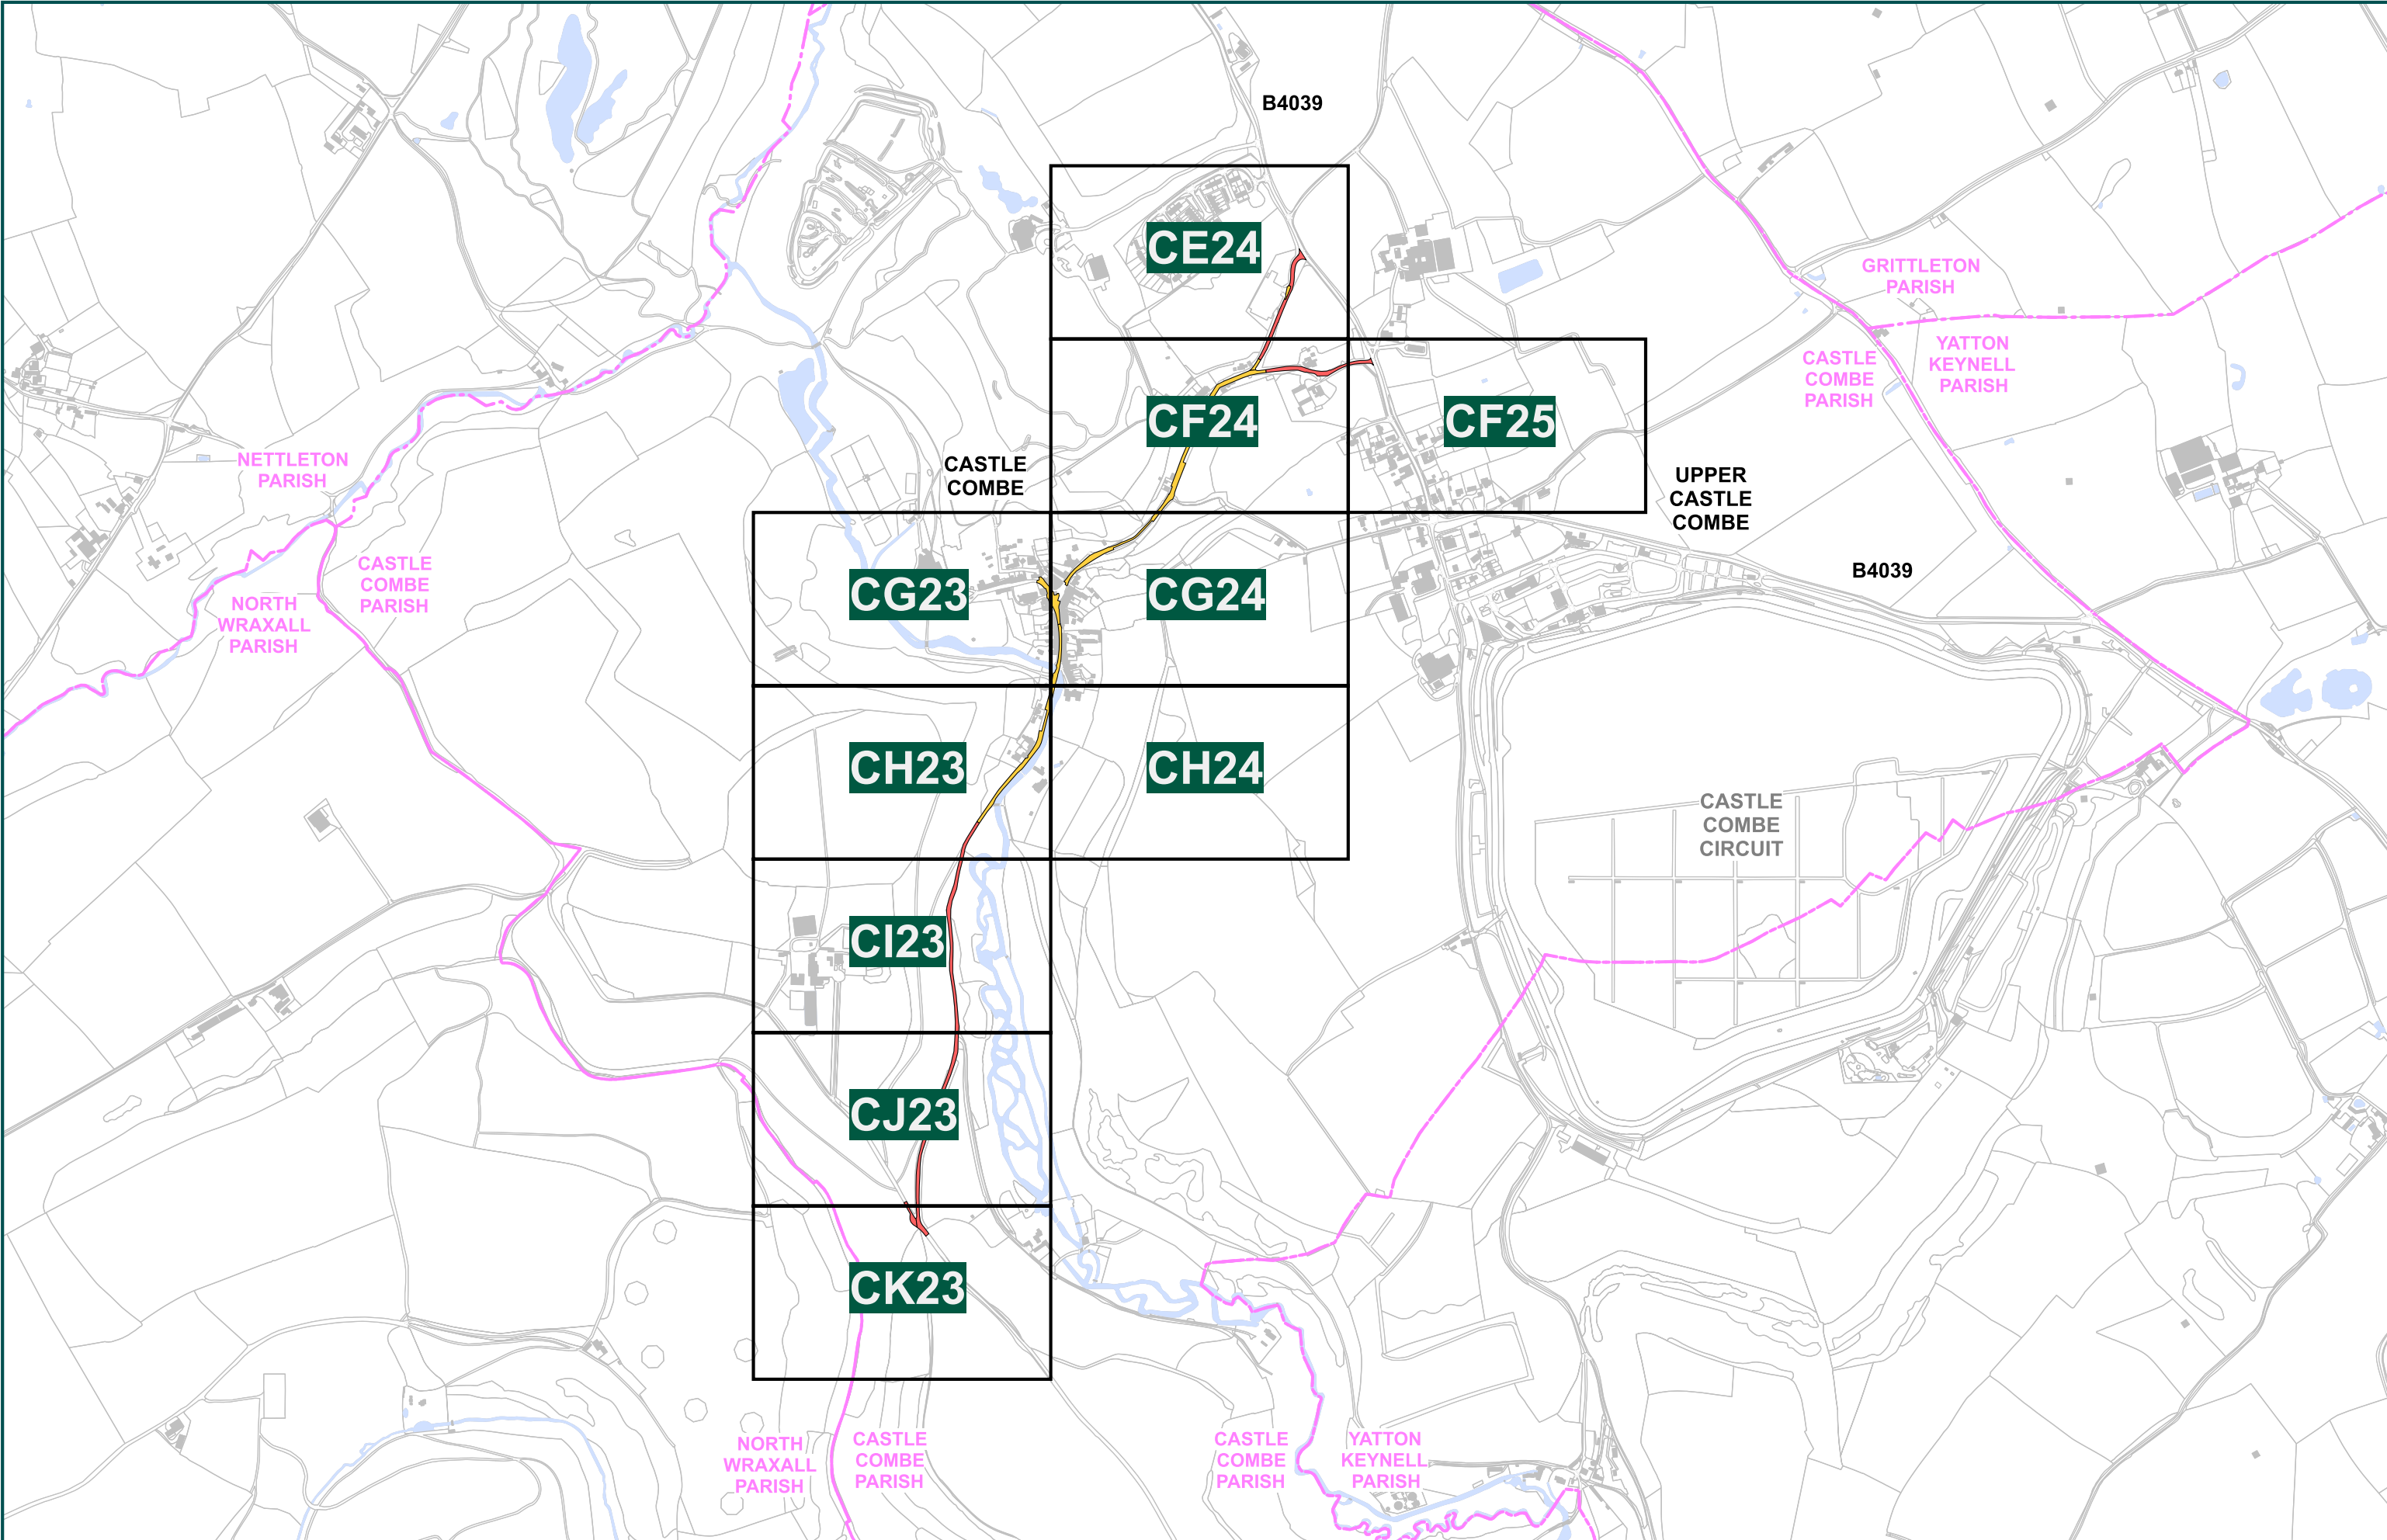 B4039
CE24
GRITTLETON
PARISH
CASTLE
COMBE
PARISH
YATTON
KEYNELL
PARISH
CF24
CF25
NETTLETON
PARISH
CASTLE
COMBE
UPPER
CASTLE
COMBE
CASTLE
COMBE
PARISH
NORTH
WRAXALL
PARISH
CG23
CG24
B4039
CH23
CH24
CASTLE
COMBE
CIRCUIT
CI23
CJ23
CK23
NORTH
WRAXALL
PARISH
CASTLE
COMBE
PARISH
CASTLE
COMBE
PARISH
YATTON
KEYNELL
PARISH